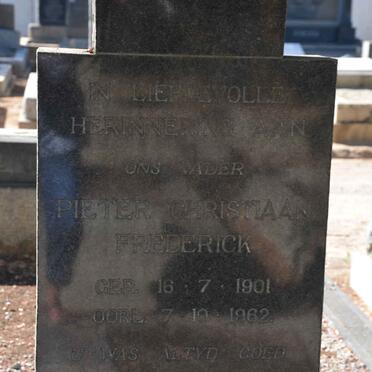 IN LIEFDEVOLLE
HERINNERING AAN
ONS VADER
PIETER CHRISTIAAN
FREDERICK
GEB. 16·7·1901
OORL. 7·10·1962
U WAS ALTYD GOED